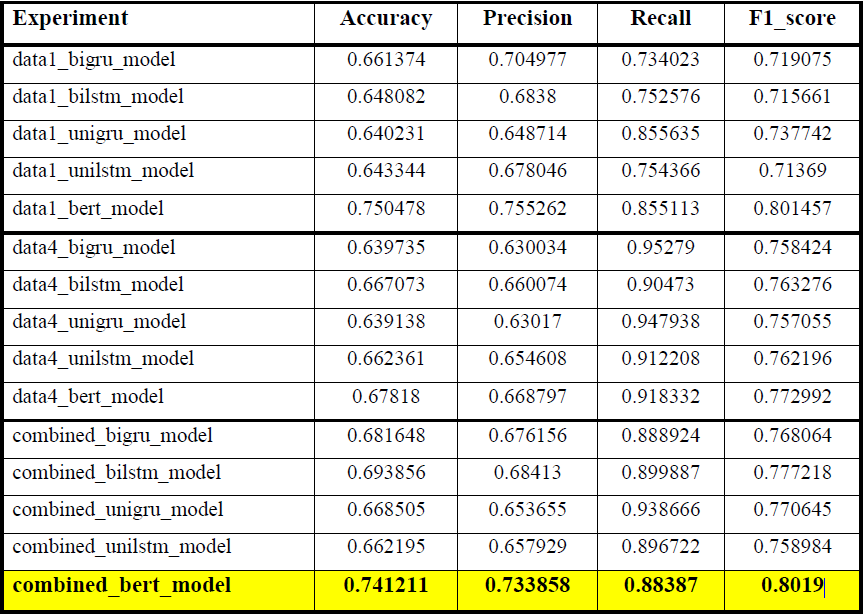 Experiment Accuracy Precision Recall F1_score
data1_bigru_model 0.661374 0.704977 0.734023 0.719075
data1_bilstm_model 0.648082 0.6838 0.752576 0.715661
data1_unigru_model 0.640231 0.648714 0.855635 0.737742
data1_unilstm_model 0.643344 0.678046 0.754366 0.71369
data1_bert_model 0.750478 0.755262 0.855113 0.801457
data4_bigru_model 0.639735 0.630034 0.95279 0.758424
data4_bilstm_model 0.667073 0.660074 0.90473 0.763276
data4_unigru_model 0.639138 0.63017 0.947938 0.757055
data4_unilstm_model 0.662361 0.654608 0.912208 0.762196
data4_bert_model 0.67818 0.668797 0.918332 0.772992
combined_bigru_model 0.681648 0.676156 0.888924 0.768064
combined_bilstm_model 0.693856 0.68413 0.899887 0.777218
combined_unigru_model 0.668505 0.653655 0.938666 0.770645
combined_unilstm_model 0.662195 0.657929 0.896722 0.758984
combined_bert_model 0.741211 0.733858 0.88387 0.8019